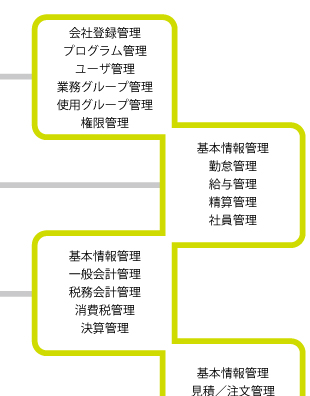 会社登録管理
プログラム管理
ユーザ管理
業務グループ管理
使用グループ管理
権限管理
基本情報管理
勤怠管理
給与管理
精算管理
社員管理
基本情報管理
一般会計管理
税務会計管理
消費税管理
決算管理
基本情報管理
見積／注文管理